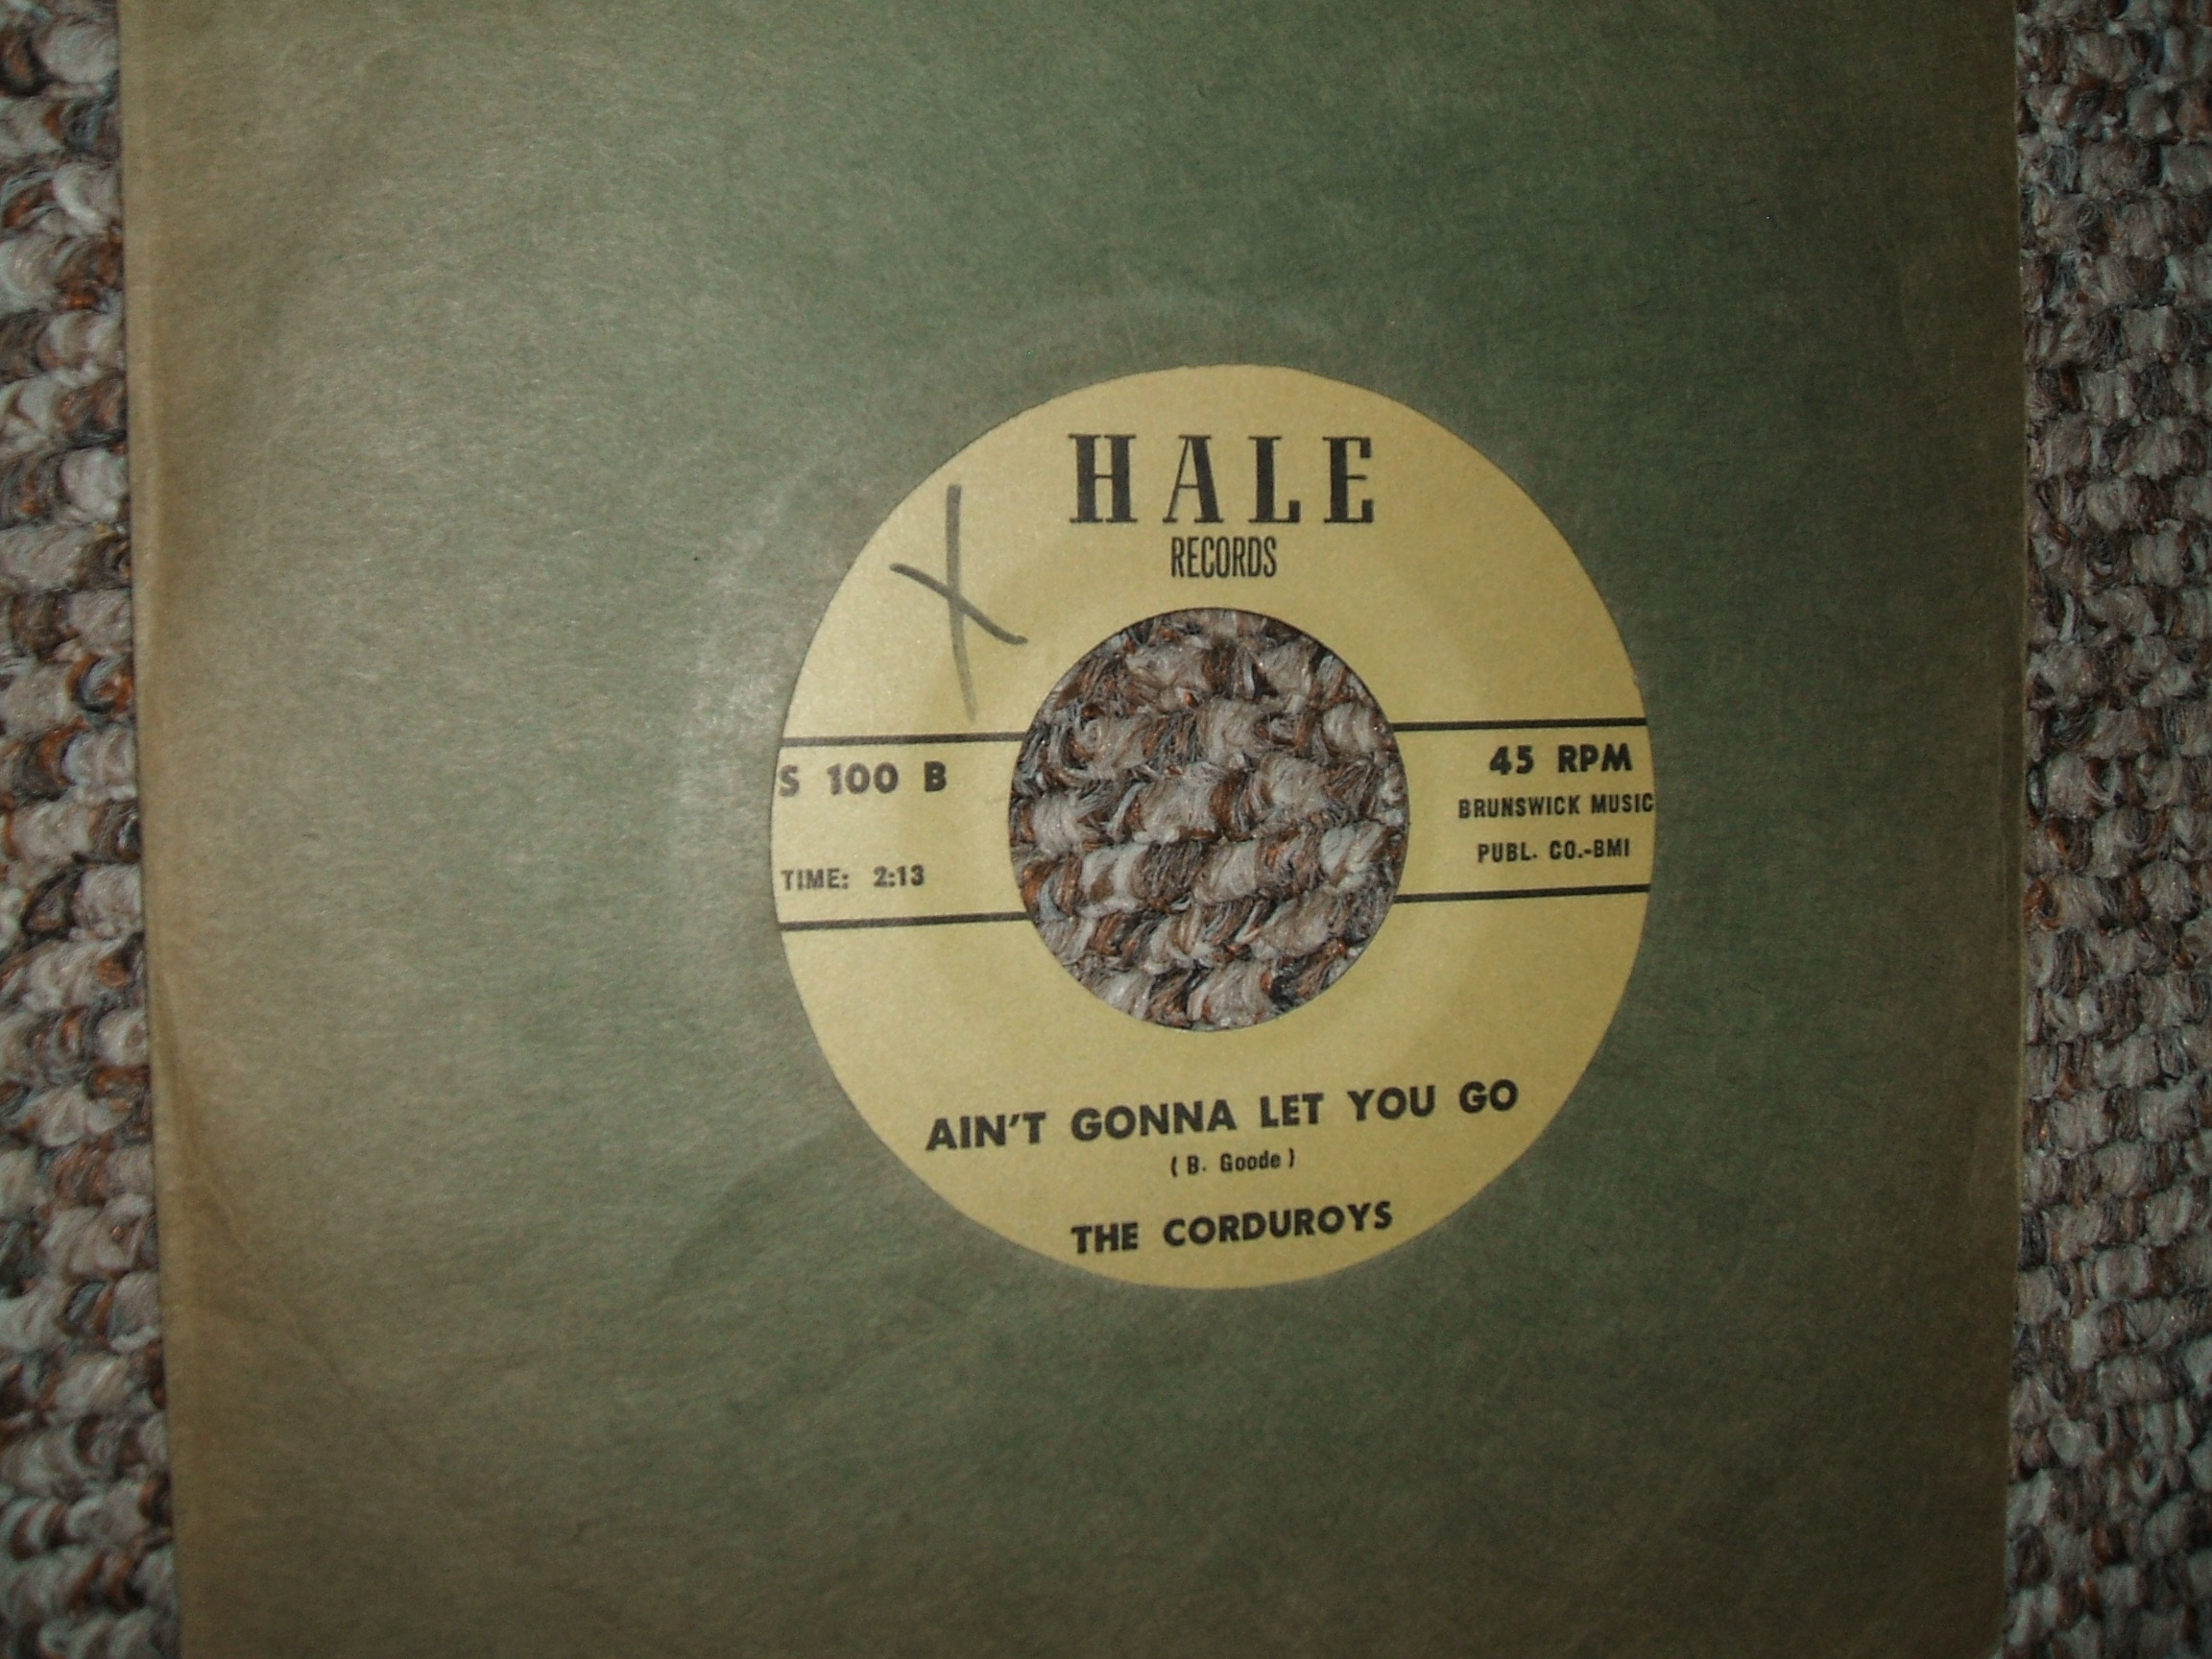 HALE
RECORDS
X
S 100 B
TIME: 2:13
45 RPM
BRUNSWICK MUSIC
PUBL. CO.-BMI
AIN'T GONNA LET YOU GO
( B. Goode )
THE CORDUROYS